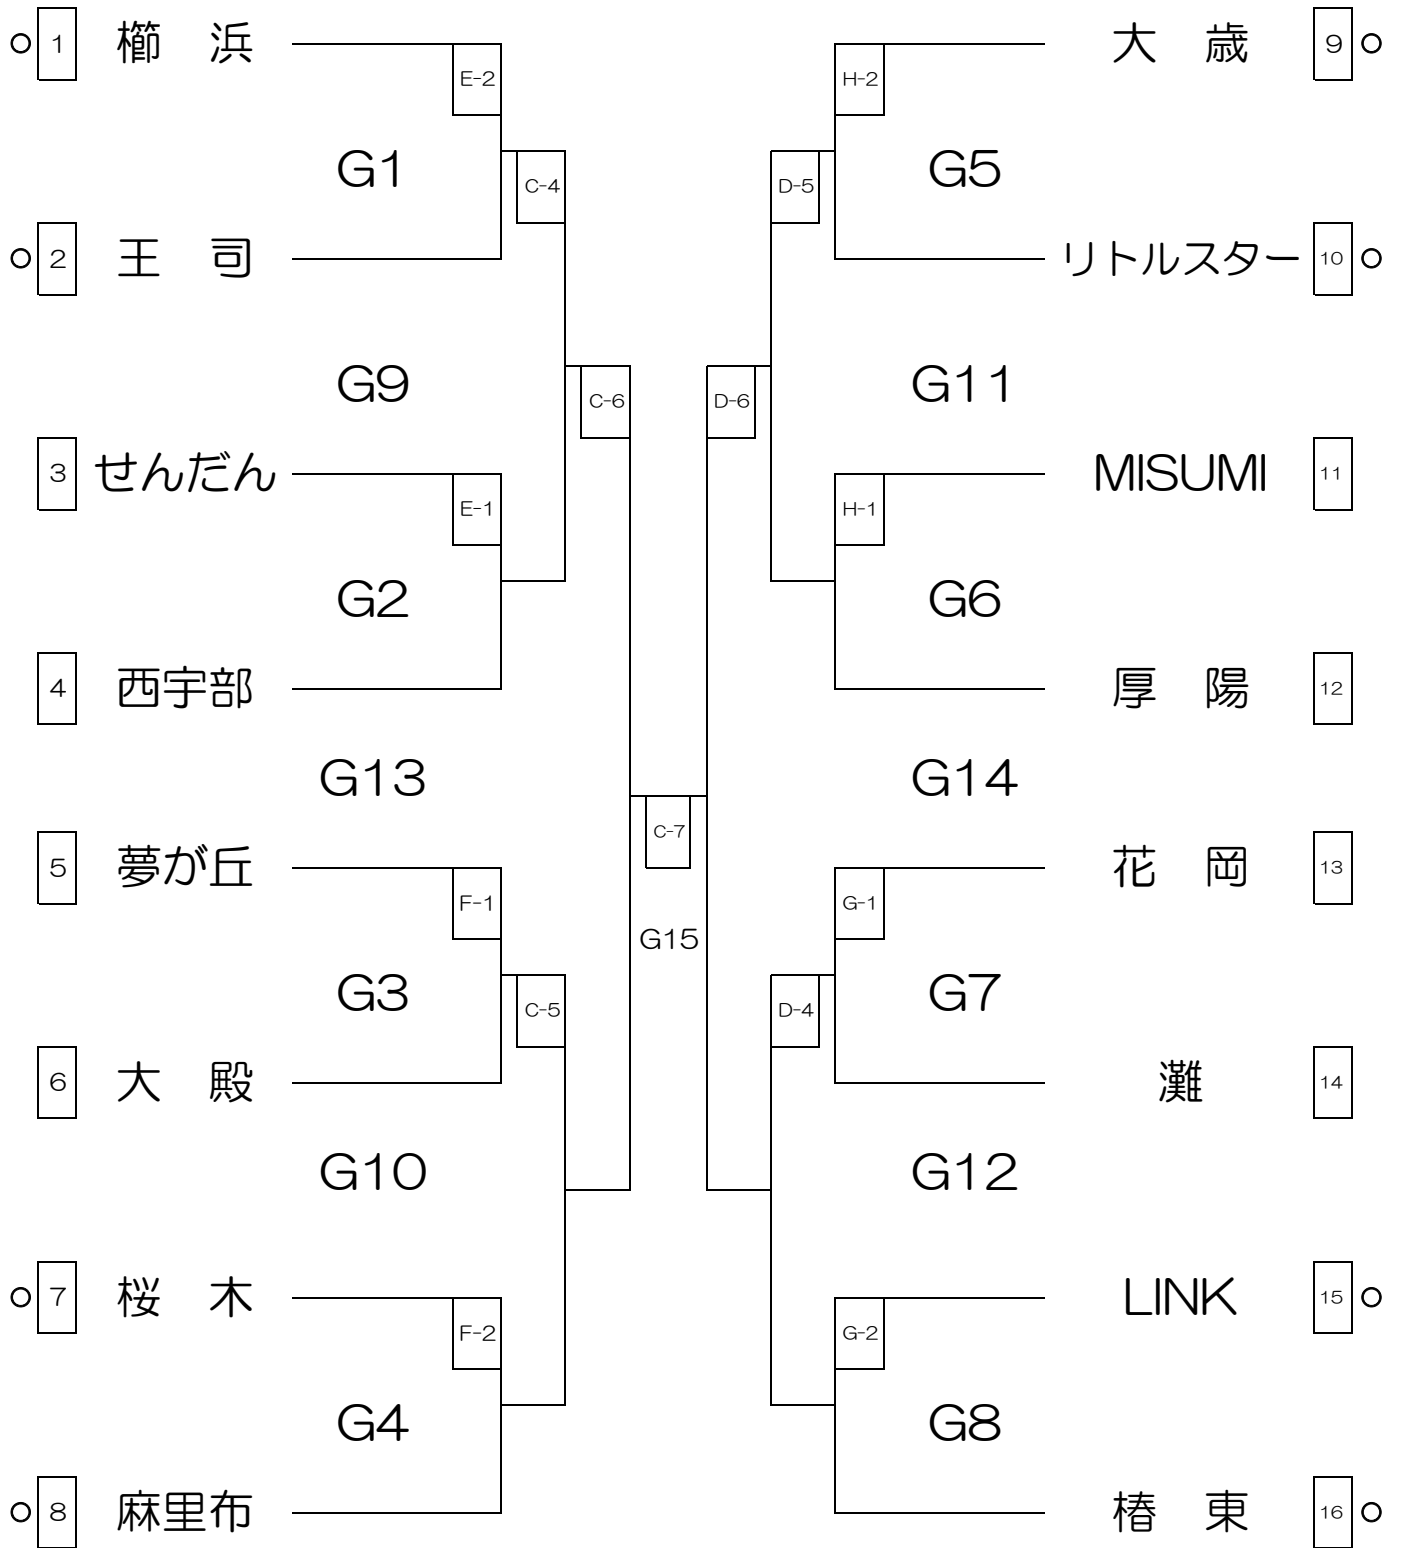 ○ 1 櫛　浜 大　歳 9 ○
E-2 H-2
G1 C-4 D-5 G5
○ 2 王　司 リトルスター 10 ○
G9 C-6 D-6 G11
3 せんだん MISUMI 11
E-1 H-1
G2 G6
4 西宇部 厚　陽 12
G13 G14
C-7
5 夢が丘 花　岡 13
F-1 G-1
G15
G3 C-5 D-4 G7
6 大　殿 灘 14
G10 G12
○ 7 桜　木 LINK 15 ○
F-2 G-2
G4 G8
○ 8 麻里布 椿　東 16 ○